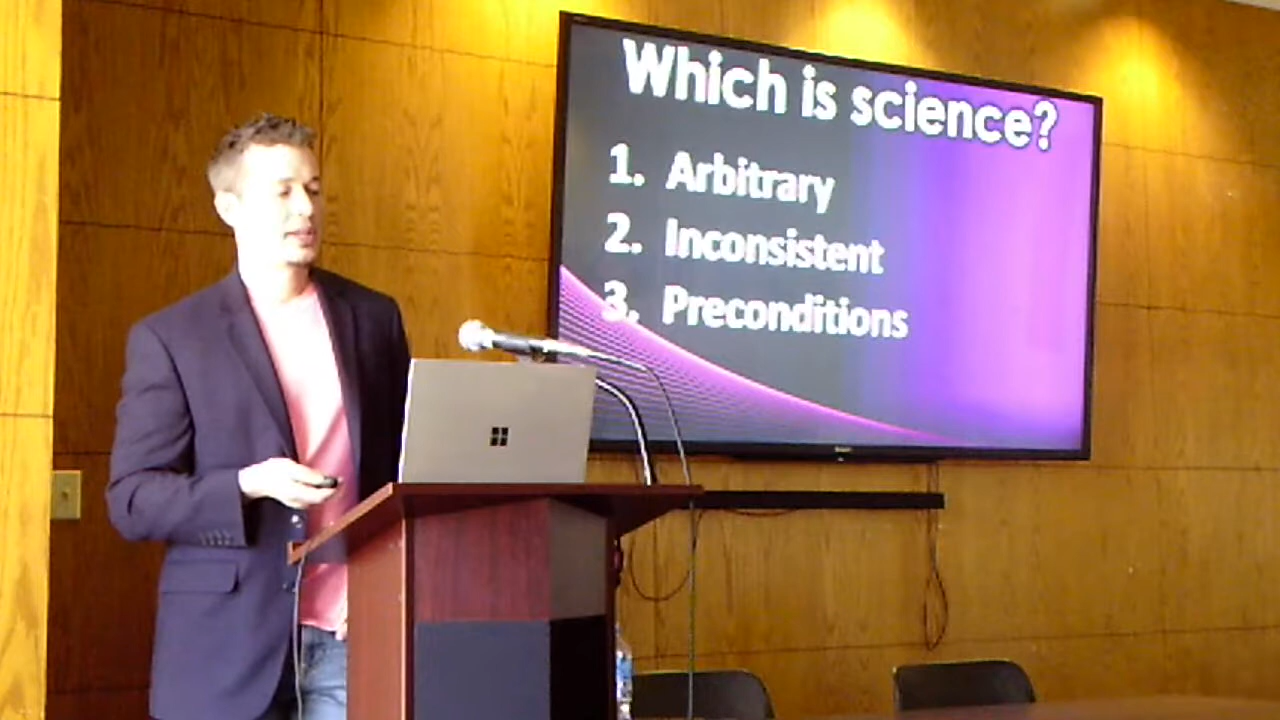 Which is science?
1. Arbitrary
2. Inconsistent
3. Preconditions